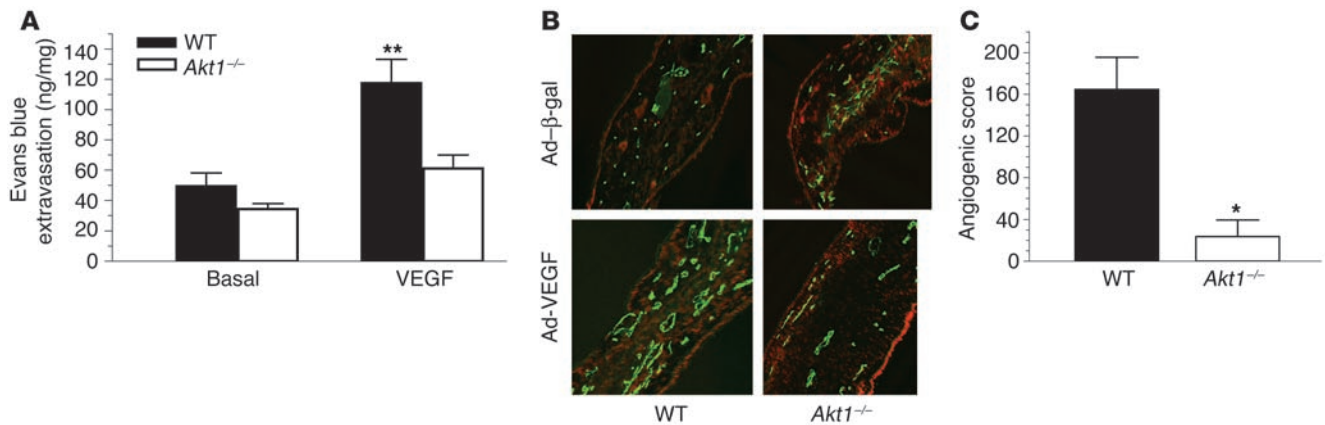 A
Evans blue
extravasation (ng/mg)
140
120
100
80
60
40
20
0
WT
Akt1–/–
**
Basal
VEGF
B
Ad–β-gal
Ad-VEGF
WT
Akt1–/–
C
Angiogenic score
200
160
120
80
40
0
*
WT
Akt1–/–